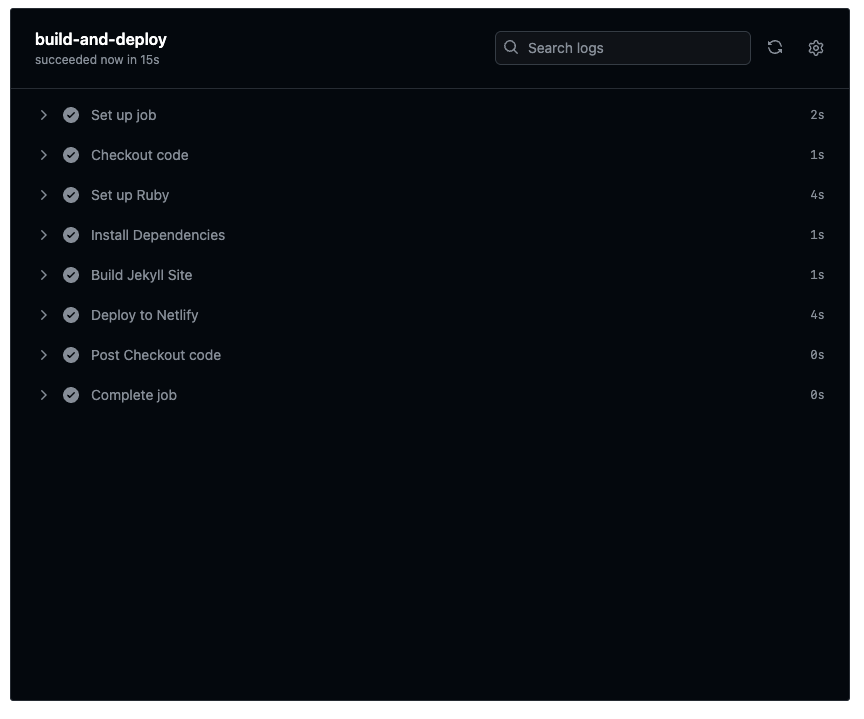 build-and-deploy
succeeded now in 15s
Search logs
Set up job 2s
Checkout code 1s
Set up Ruby 4s
Install Dependencies 1s
Build Jekyll Site 1s
Deploy to Netlify 4s
Post Checkout code 0s
Complete job 0s